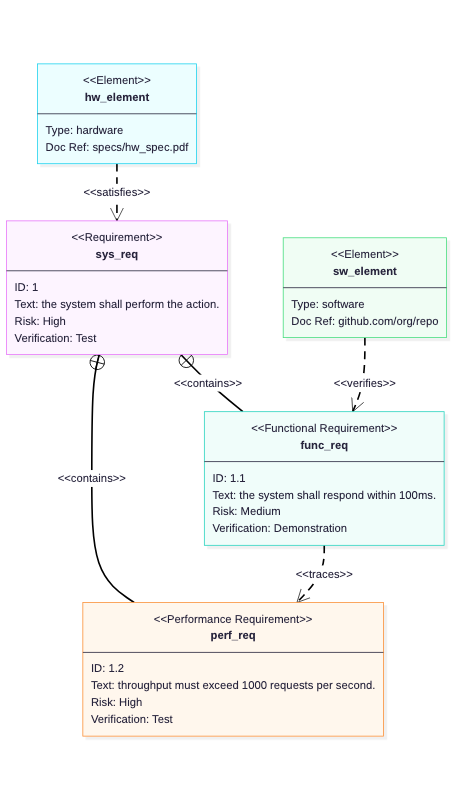 <<Element>>
hw_element
Type: hardware
Doc Ref: specs/hw_spec.pdf
<<satisfies>>
<<Requirement>>
sys_req
ID: 1
Text: the system shall perform the action.
Risk: High
Verification: Test
<<Element>>
sw_element
Type: software
Doc Ref: github.com/org/repo
<<contains>>
<<verifies>>
<<Functional Requirement>>
func_req
ID: 1.1
Text: the system shall respond within 100ms.
Risk: Medium
Verification: Demonstration
<<contains>>
<<traces>>
<<Performance Requirement>>
perf_req
ID: 1.2
Text: throughput must exceed 1000 requests per second.
Risk: High
Verification: Test